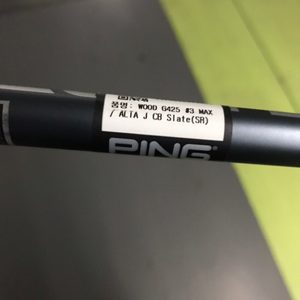 품명: WOOD G425 #3 MAX
/ ALTA J CB Slate(SR)
PING